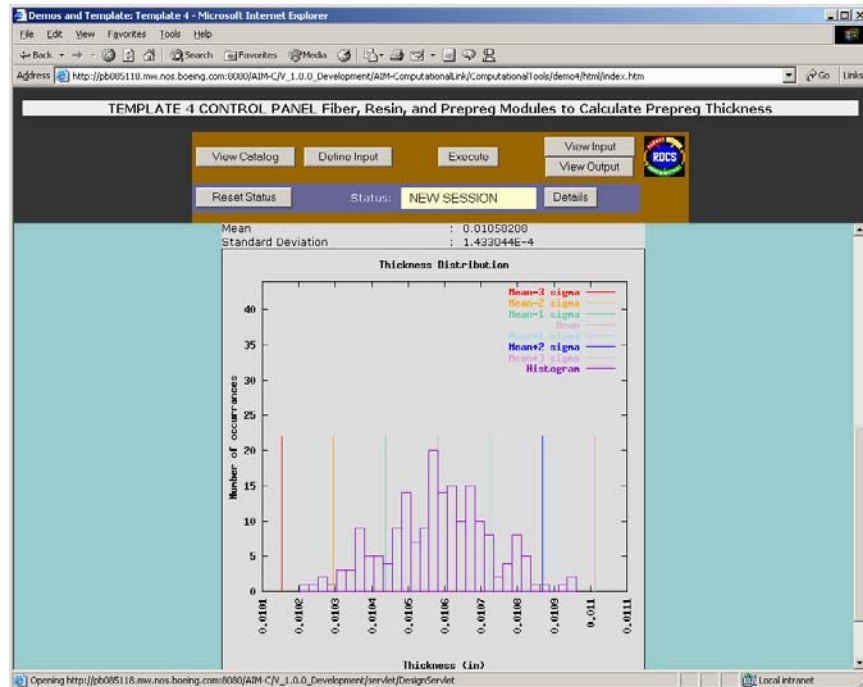 Demos and Template: Template 4 - Microsoft Internet Explorer
File Edit View Favorites Tools Help
Back Search Favorites Media
Address http://pb085118.mw.nos.boeing.com:8080/AIM-C/V_1.0.0_Development/AIM-ComputationalLink/ComputationalTools/demo4/html/index.htm Go Links
TEMPLATE 4 CONTROL PANEL Fiber, Resin, and Prepreg Modules to Calculate Prepreg Thickness
View Catalog Define Input Execute View Input
View Output
RDCS
Reset Status Status: NEW SESSION Details
Mean : 0.01058208
Standard Deviation : 1.433044E-4
Thickness Distribution
Mean-3 sigma
Mean-2 sigma
Mean-1 sigma
Mean
Mean+1 sigma
Mean+2 sigma
Mean+3 sigma
Histogram
40
35
30
25
20
15
10
5
0
Number of occurrances
0.0101 0.0102 0.0103 0.0104 0.0105 0.0106 0.0107 0.0108 0.0109 0.011 0.0111
Thickness (in)
Opening http://pb085118.mw.nos.boeing.com:8080/AIM-C/V_1.0.0_Development/servlet/DesignServlet Local intranet